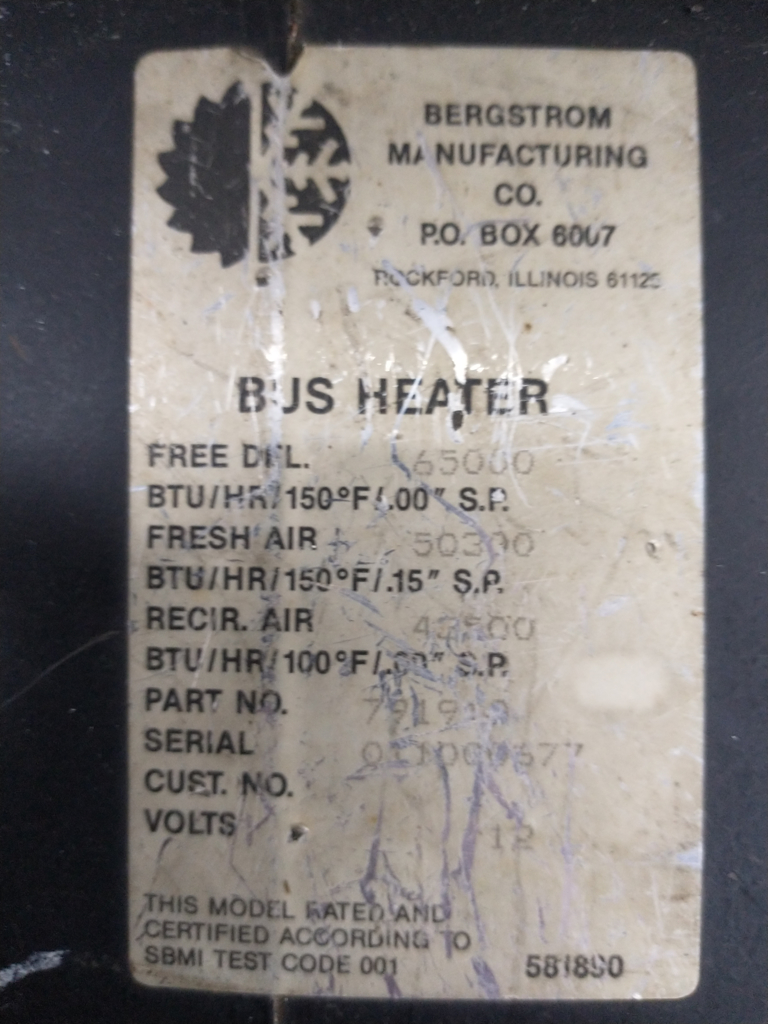 BERGSTROM
MANUFACTURING
CO.
P.O. BOX 6007
ROCKFORD, ILLINOIS 61125
BUS HEATER
FREE DEL. 65000
BTU/HR/150°F/.00" S.P.
FRESH AIR 50300
BTU/HR/150°F/.15" S.P.
RECIR. AIR
BTU/HR/100°F/.00" S.P.
PART NO.
SERIAL
CUST. NO.
VOLTS 12
THIS MODEL RATED AND
CERTIFIED ACCORDING TO
SBMI TEST CODE 001
581890